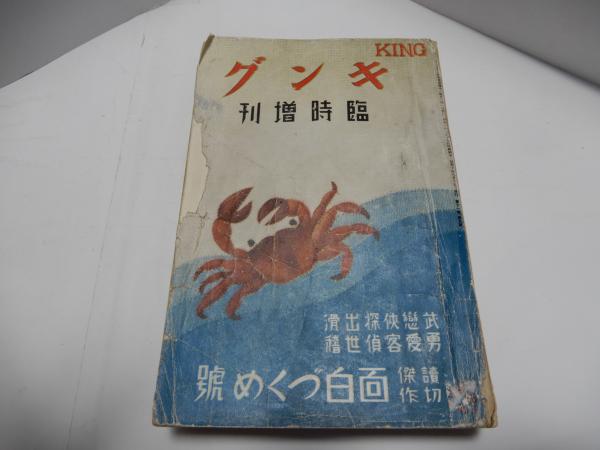 KING
キング
臨時増刊
武勇
戀愛
俠客
探偵
出世
滑稽
讀切
傑作
面白づくめ號